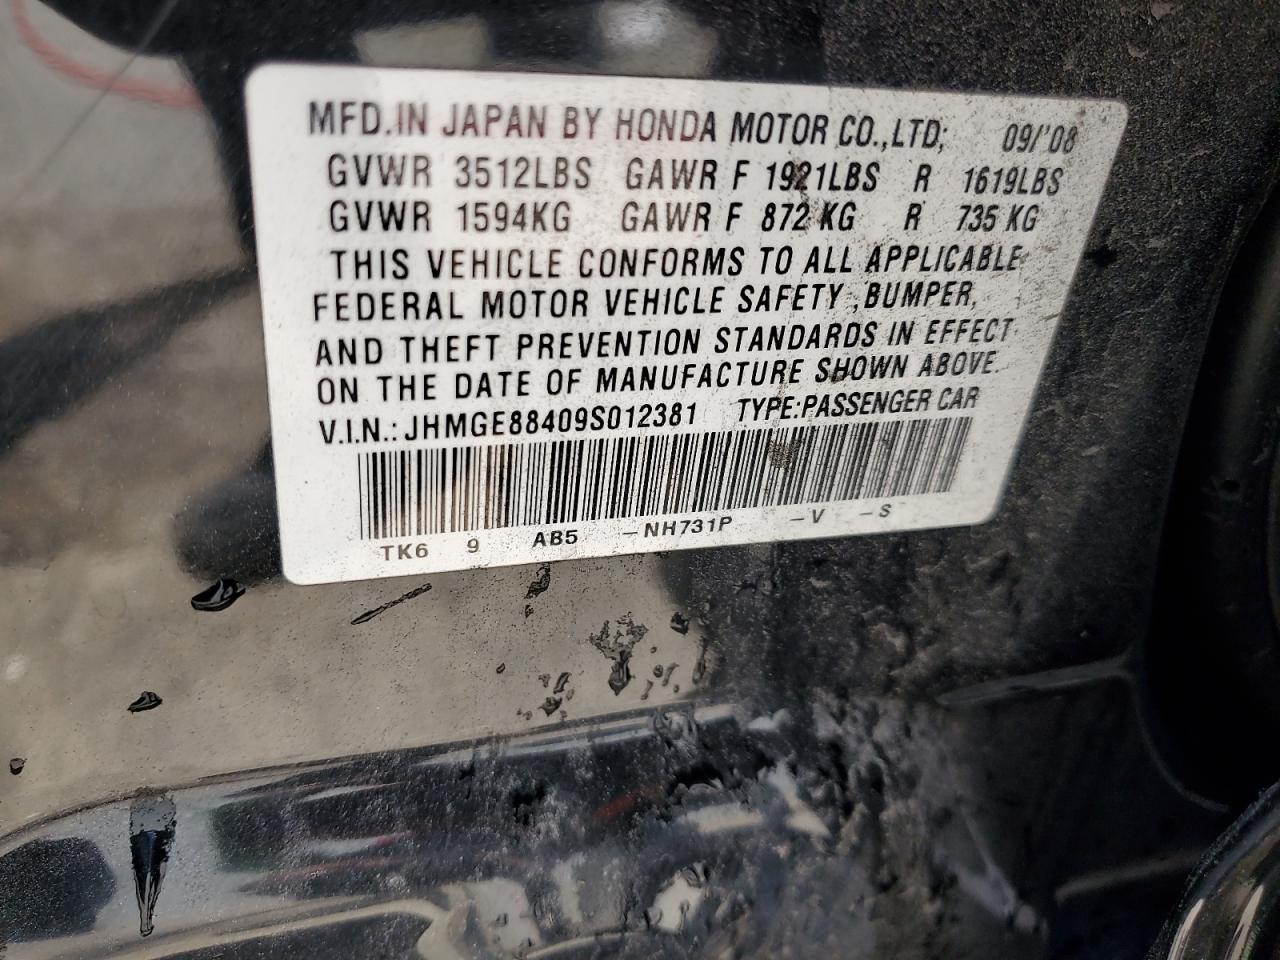 MFD.IN JAPAN BY HONDA MOTOR CO.,LTD; 09/'08
GVWR 3512LBS GAWR F 1921LBS R 1619LBS
GVWR 1594KG GAWR F 872 KG R 735 KG
THIS VEHICLE CONFORMS TO ALL APPLICABLE
FEDERAL MOTOR VEHICLE SAFETY ,BUMPER,
AND THEFT PREVENTION STANDARDS IN EFFECT
ON THE DATE OF MANUFACTURE SHOWN ABOVE.
V.I.N.: JHMGE88409S012381 TYPE:PASSENGER CAR
TK6 9 AB5 -NH731P -V -S